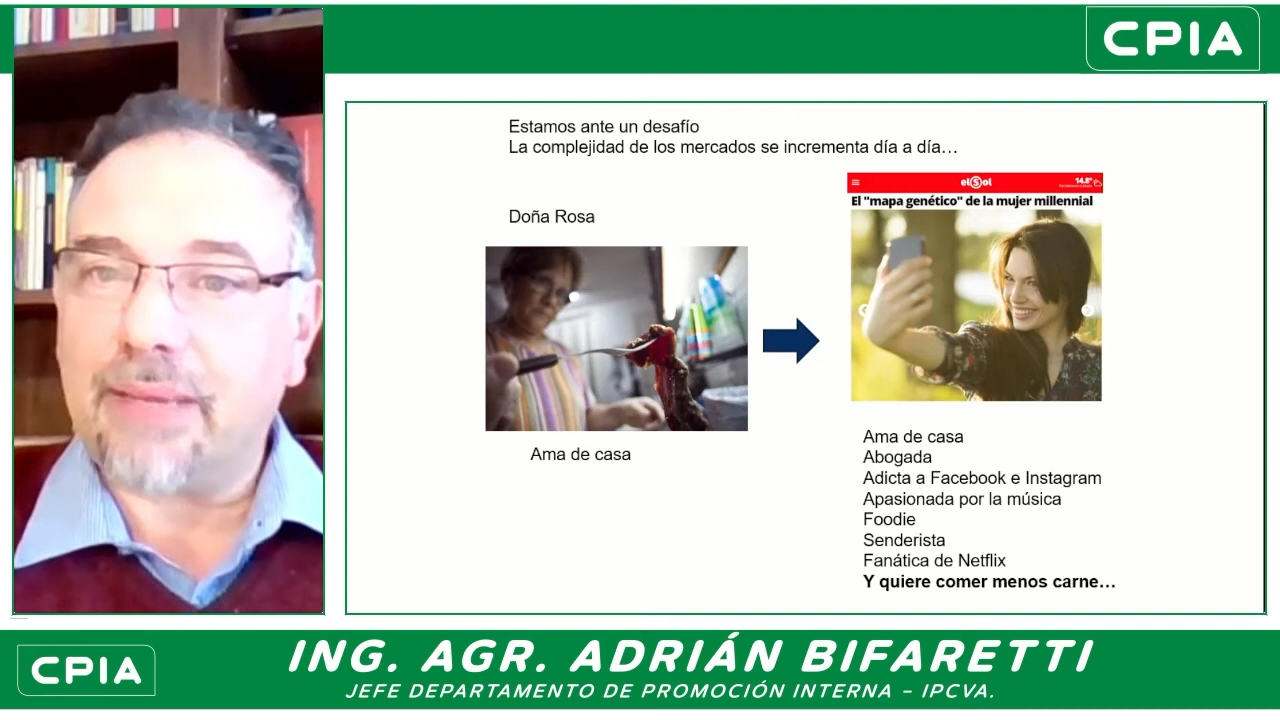 CPIA
Estamos ante un desafío
La complejidad de los mercados se incrementa día a día…
elSol
14.8°
El "mapa genético" de la mujer millennial
Doña Rosa
Ama de casa
Ama de casa
Abogada
Adicta a Facebook e Instagram
Apasionada por la música
Foodie
Senderista
Fanática de Netflix
Y quiere comer menos carne…
CPIA
ING. AGR. ADRIÁN BIFARETTI
JEFE DEPARTAMENTO DE PROMOCIÓN INTERNA – IPCVA.